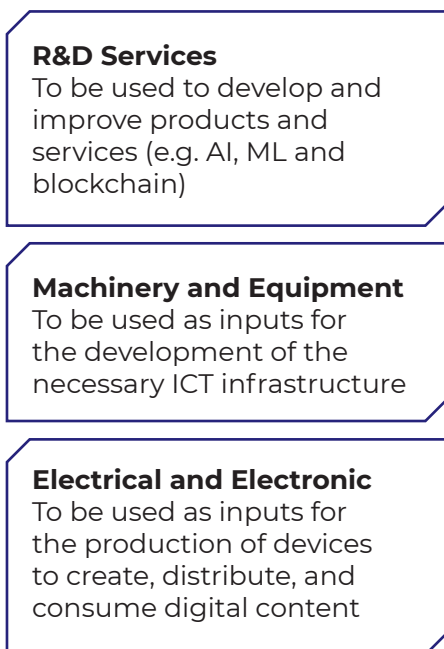 R&D Services
To be used to develop and
improve products and
services (e.g. AI, ML and
blockchain)
Machinery and Equipment
To be used as inputs for
the development of the
necessary ICT infrastructure
Electrical and Electronic
To be used as inputs for
the production of devices
to create, distribute, and
consume digital content